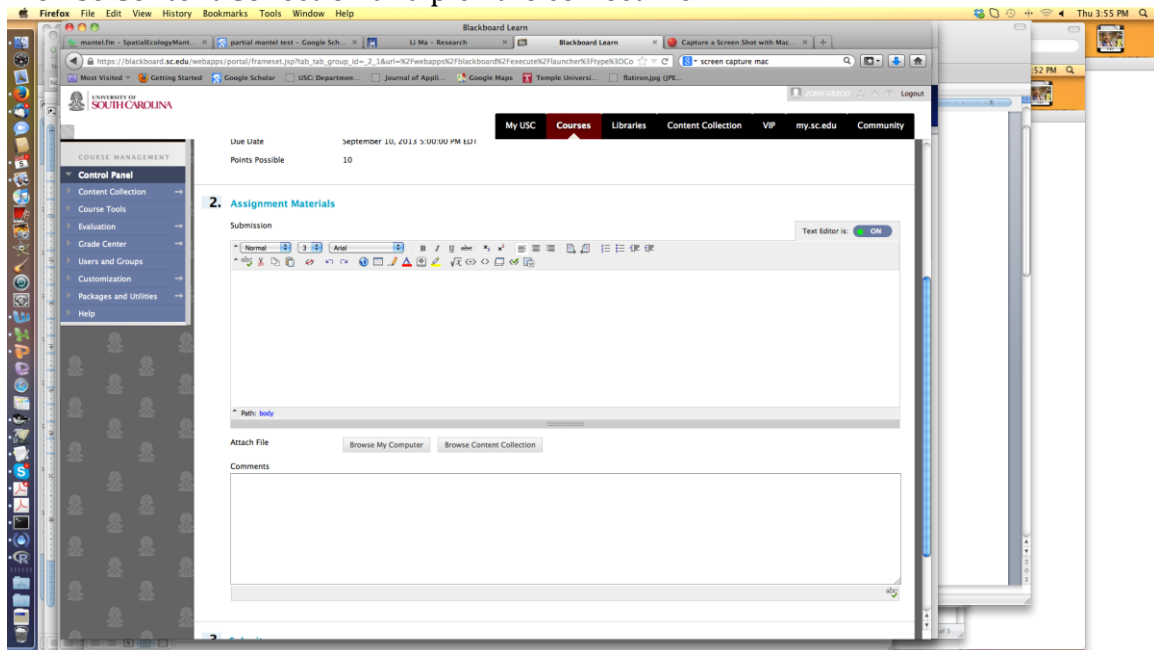 Firefox File Edit View History Bookmarks Tools Window Help Thu 3:55 PM
Blackboard Learn
mantel.fm – SpatialEcologyMant... partial mantel test – Google Sch... Li Ma – Research Blackboard Learn Capture a Screen Shot with Mac...
https://blackboard.sc.edu/webapps/portal/frameset.jsp?tab_tab_group_id=_2_1&url=%2Fwebapps%2Fblackboard%2Fexecute%2Flauncher%3Ftype%3DCo screen capture mac
Most Visited Getting Started Google Scholar USC: Departmen... Journal of Appli... Google Maps Temple Universi... flatiron.jpg (JPE...
:52 PM
UNIVERSITY OF
SOUTH CAROLINA
Logout
My USC Courses Libraries Content Collection VIP my.sc.edu Community
COURSE MANAGEMENT
Control Panel
Content Collection
Course Tools
Evaluation
Grade Center
Users and Groups
Customization
Packages and Utilities
Help
Due Date September 10, 2013 5:00:00 PM EDT
Points Possible 10
2. Assignment Materials
Submission
Text Editor is: ON
Normal 3 Arial
Path: body
Attach File Browse My Computer Browse Content Collection
Comments
of 5